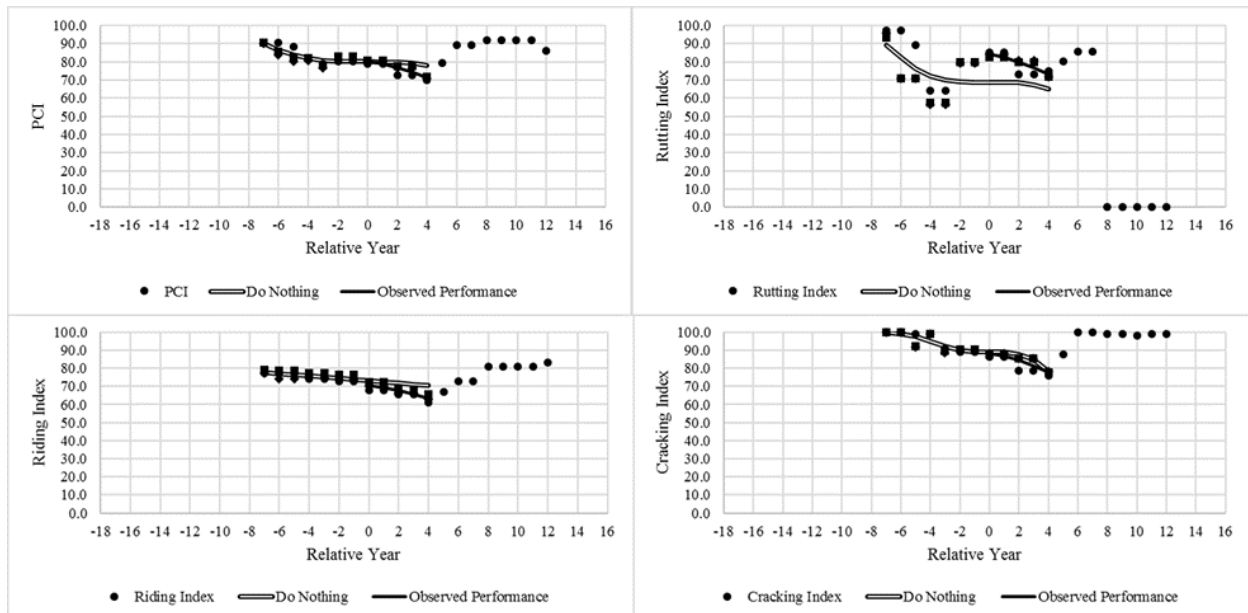 100.0
90.0
80.0
70.0
60.0
50.0
40.0
30.0
20.0
10.0
0.0
PCI
-18 -16 -14 -12 -10 -8 -6 -4 -2 0 2 4 6 8 10 12 14 16
Relative Year
PCI Do Nothing Observed Performance
100.0
90.0
80.0
70.0
60.0
50.0
40.0
30.0
20.0
10.0
0.0
Rutting Index
-18 -16 -14 -12 -10 -8 -6 -4 -2 0 2 4 6 8 10 12 14 16
Relative Year
Rutting Index Do Nothing Observed Performance
100.0
90.0
80.0
70.0
60.0
50.0
40.0
30.0
20.0
10.0
0.0
Riding Index
-18 -16 -14 -12 -10 -8 -6 -4 -2 0 2 4 6 8 10 12 14 16
Relative Year
Riding Index Do Nothing Observed Performance
100.0
90.0
80.0
70.0
60.0
50.0
40.0
30.0
20.0
10.0
0.0
Cracking Index
-18 -16 -14 -12 -10 -8 -6 -4 -2 0 2 4 6 8 10 12 14 16
Relative Year
Cracking Index Do Nothing Observed Performance